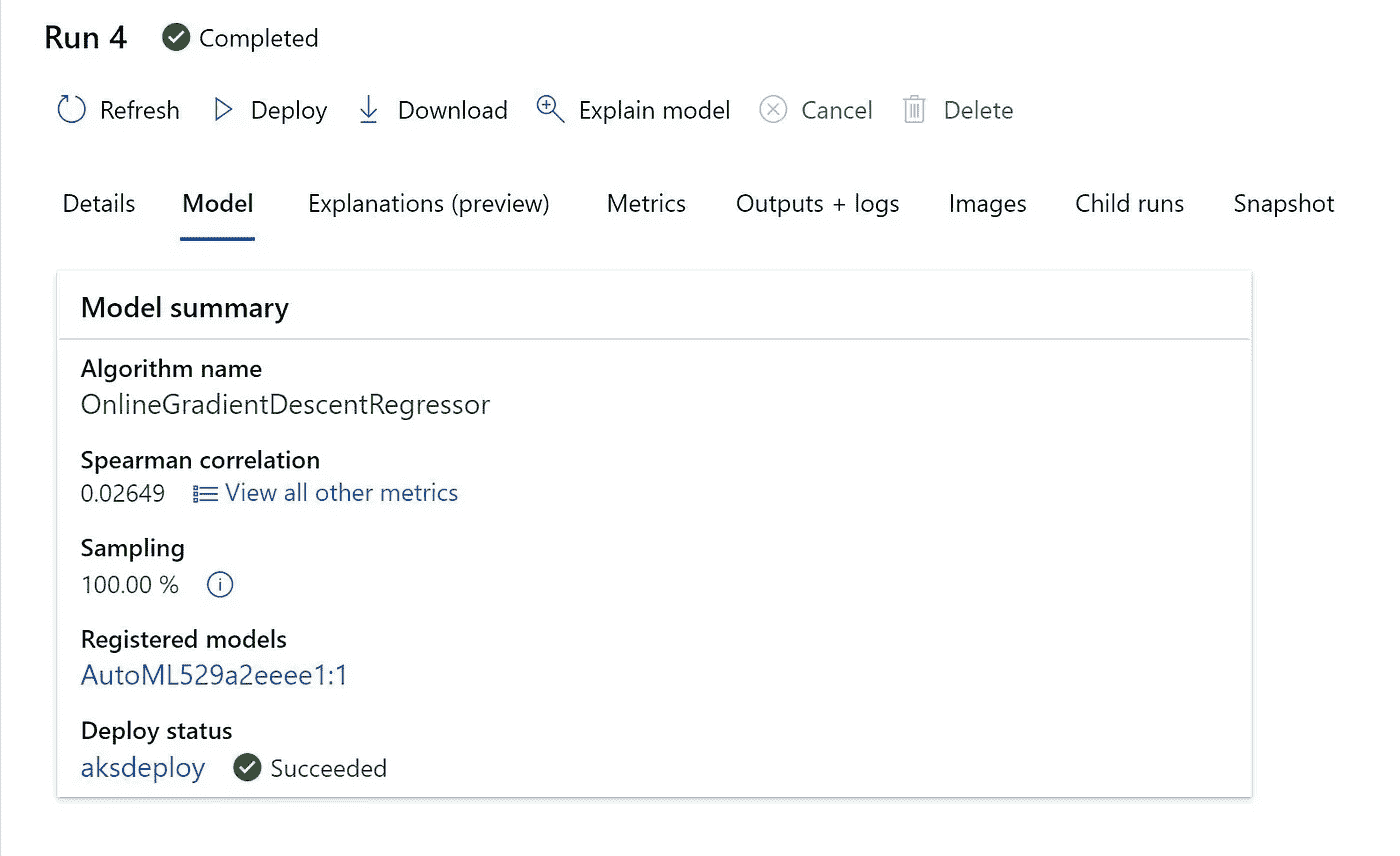 Run 4 Completed
Refresh Deploy Download Explain model Cancel Delete
Details Model Explanations (preview) Metrics Outputs + logs Images Child runs Snapshot
Model summary
Algorithm name
OnlineGradientDescentRegressor
Spearman correlation
0.02649 View all other metrics
Sampling
100.00 %
Registered models
AutoML529a2eeee1:1
Deploy status
aksdeploy Succeeded